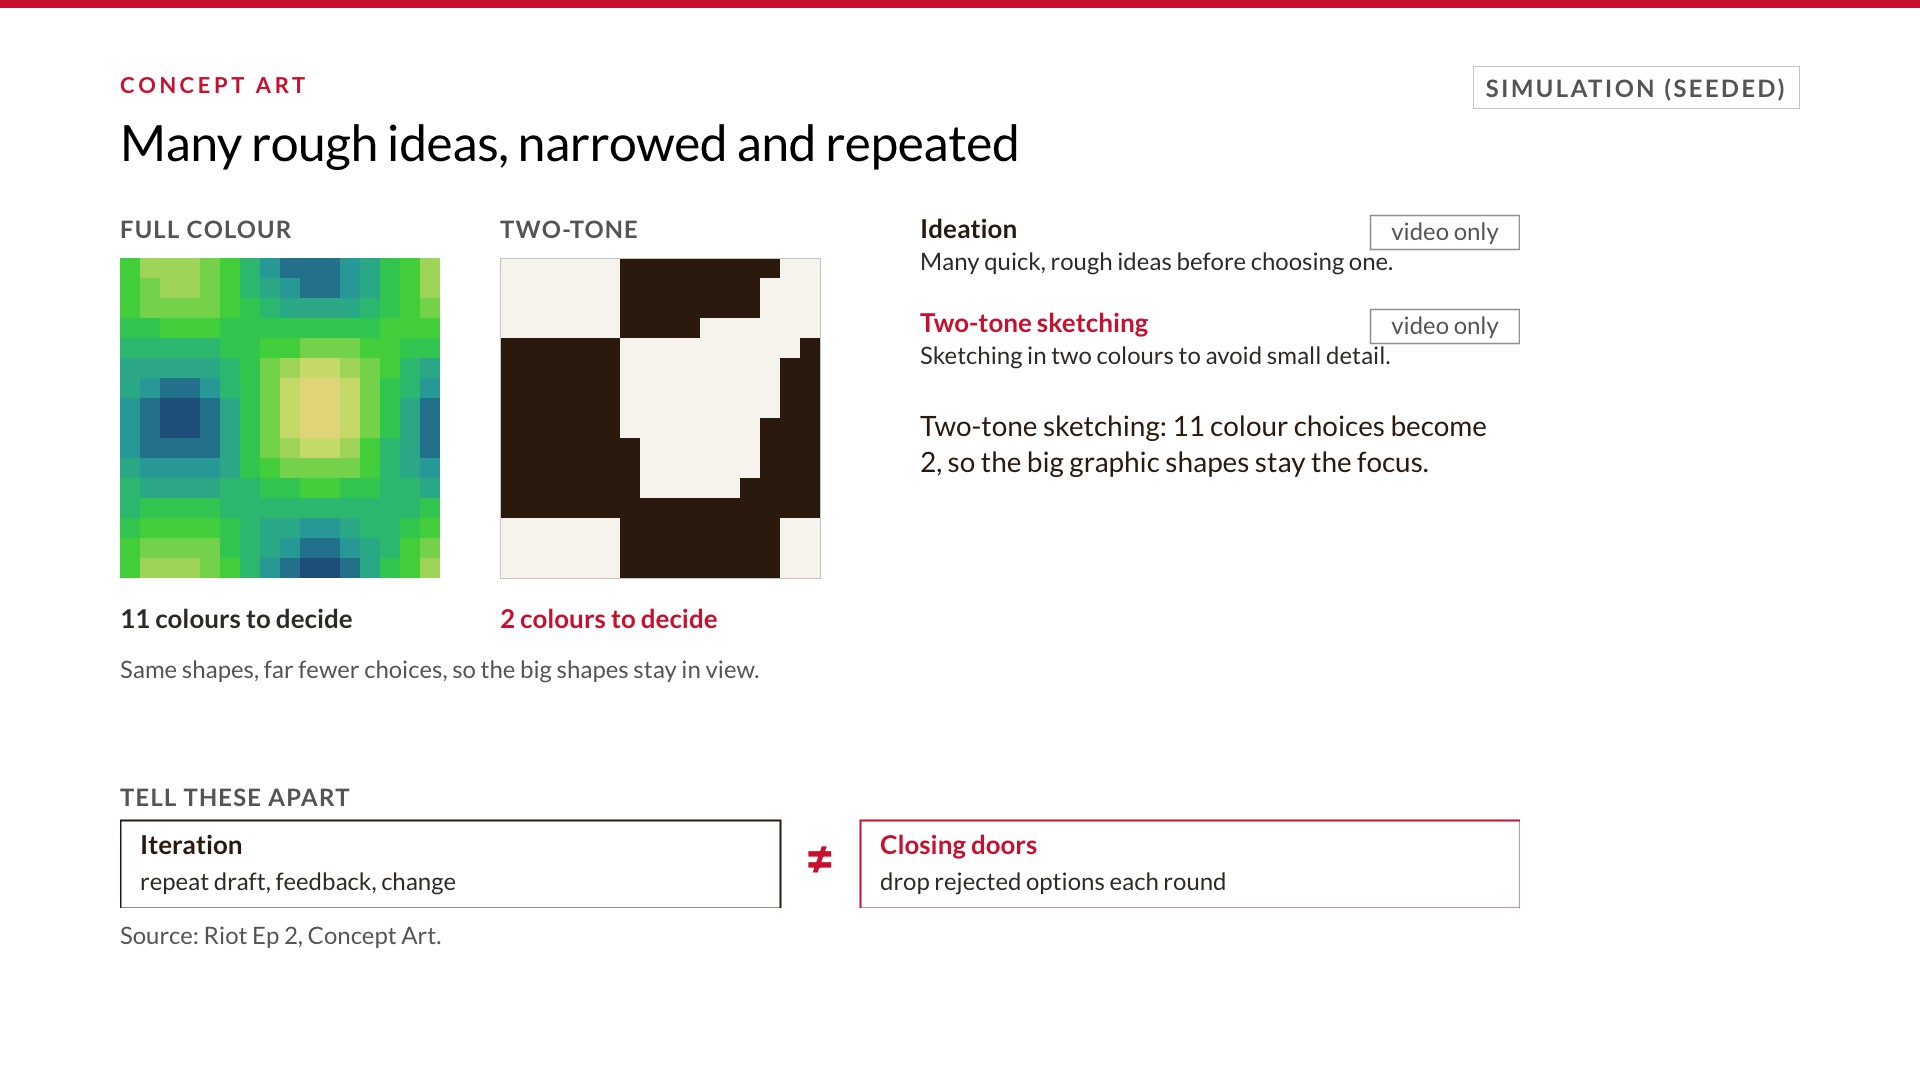 CONCEPT ART
SIMULATION (SEEDED)
Many rough ideas, narrowed and repeated
FULL COLOUR
TWO-TONE
11 colours to decide
2 colours to decide
Same shapes, far fewer choices, so the big shapes stay in view.
Ideation
video only
Many quick, rough ideas before choosing one.
Two-tone sketching
video only
Sketching in two colours to avoid small detail.
Two-tone sketching: 11 colour choices become
2, so the big graphic shapes stay the focus.
TELL THESE APART
Iteration
repeat draft, feedback, change
≠
Closing doors
drop rejected options each round
Source: Riot Ep 2, Concept Art.